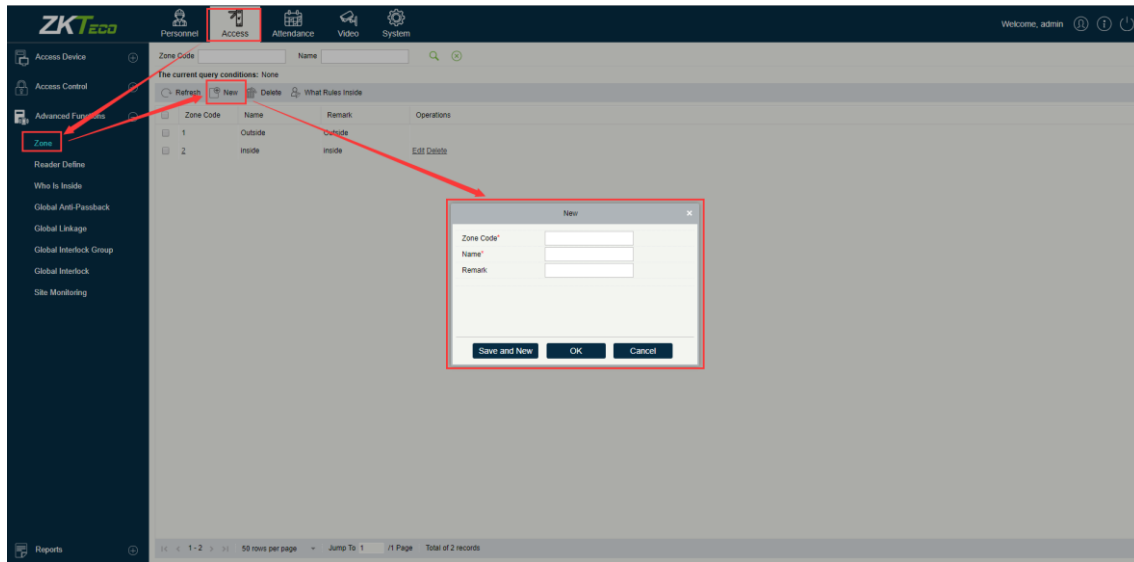 ZKTECO
Personnel Access Attendance Video System
Welcome, admin
Access Device
Access Control
Advanced Functions
Zone
Reader Define
Who Is Inside
Global Anti-Passback
Global Linkage
Global Interlock Group
Global Interlock
Site Monitoring
Reports
Zone Code Name
The current query conditions: None
Refresh New Delete What Rules Inside
Zone Code Name Remark Operations
1 Outside Outside
2 inside inside Edit Delete
New
Zone Code*
Name*
Remark
Save and New OK Cancel
1-2 50 rows per page Jump To 1 /1 Page Total of 2 records